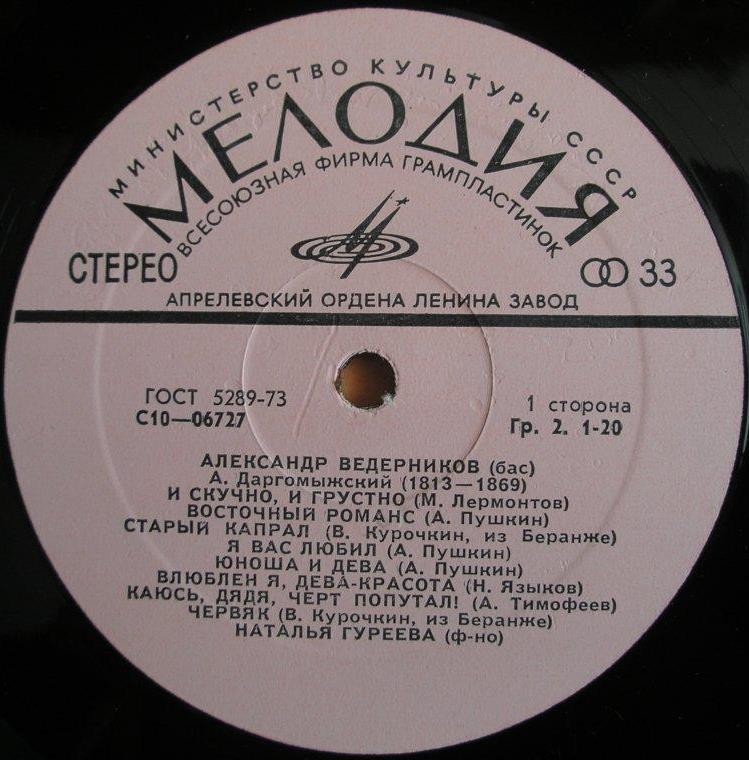 МИНИСТЕРСТВО КУЛЬТУРЫ СССР
МЕЛОДИЯ
ВСЕСОЮЗНАЯ ФИРМА ГРАМПЛАСТИНОК
СТЕРЕО
33
АПРЕЛЕВСКИЙ ОРДЕНА ЛЕНИНА ЗАВОД
ГОСТ 5289-73
С10—06727
1 сторона
Гр. 2. 1-20
АЛЕКСАНДР ВЕДЕРНИКОВ (бас)
А. Даргомыжский (1813—1869)
И СКУЧНО, И ГРУСТНО (М. Лермонтов)
ВОСТОЧНЫЙ РОМАНС (А. Пушкин)
СТАРЫЙ КАПРАЛ (В. Курочкин, из Беранже)
Я ВАС ЛЮБИЛ (А. Пушкин)
ЮНОША И ДЕВА (А. Пушкин)
ВЛЮБЛЕН Я, ДЕВА-КРАСОТА (Н. Языков)
КАЮСЬ, ДЯДЯ, ЧЕРТ ПОПУТАЛ! (А. Тимофеев)
ЧЕРВЯК (В. Курочкин, из Беранже)
НАТАЛЬЯ ГУРЕЕВА (ф-но)